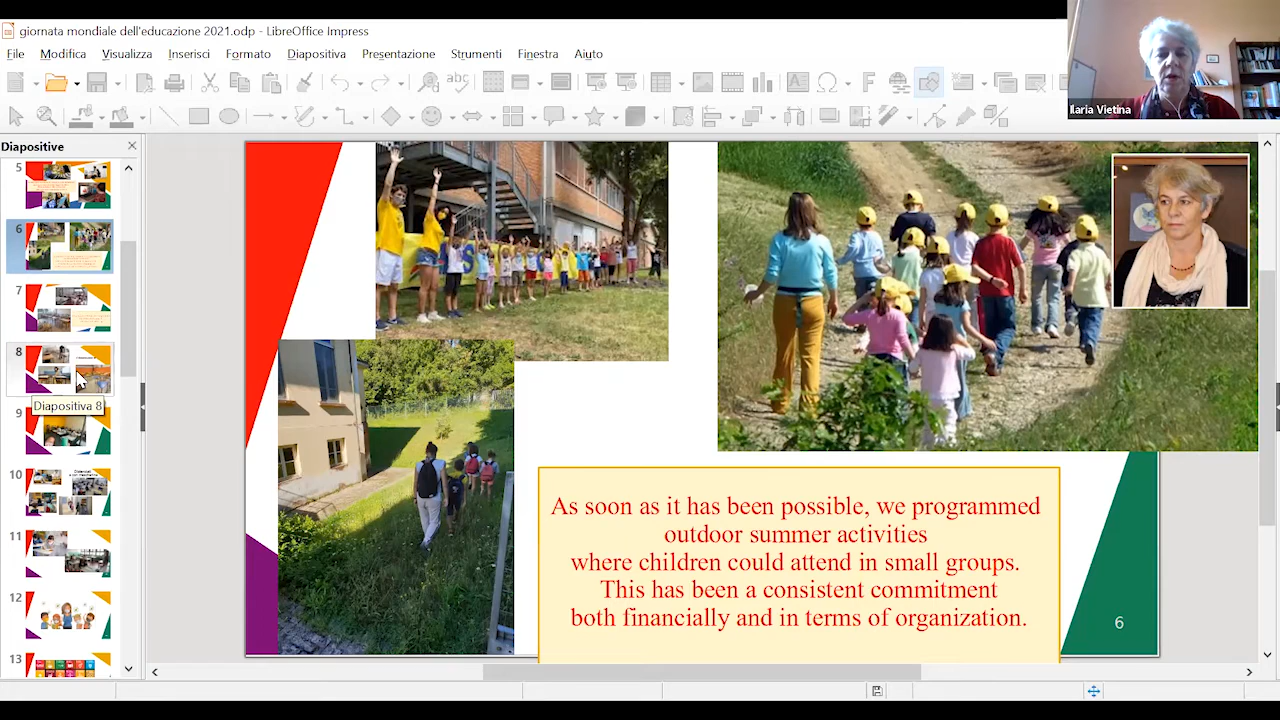 giornata mondiale dell'educazione 2021.odp - LibreOffice Impress
File Modifica Visualizza Inserisci Formato Diapositiva Presentazione Strumenti Finestra Aiuto
Ilaria Vietina
Diapositive
5
6
7
8
Diapositiva 8
9
10
11
12
13
As soon as it has been possible, we programmed
outdoor summer activities
where children could attend in small groups.
This has been a consistent commitment
both financially and in terms of organization.
6